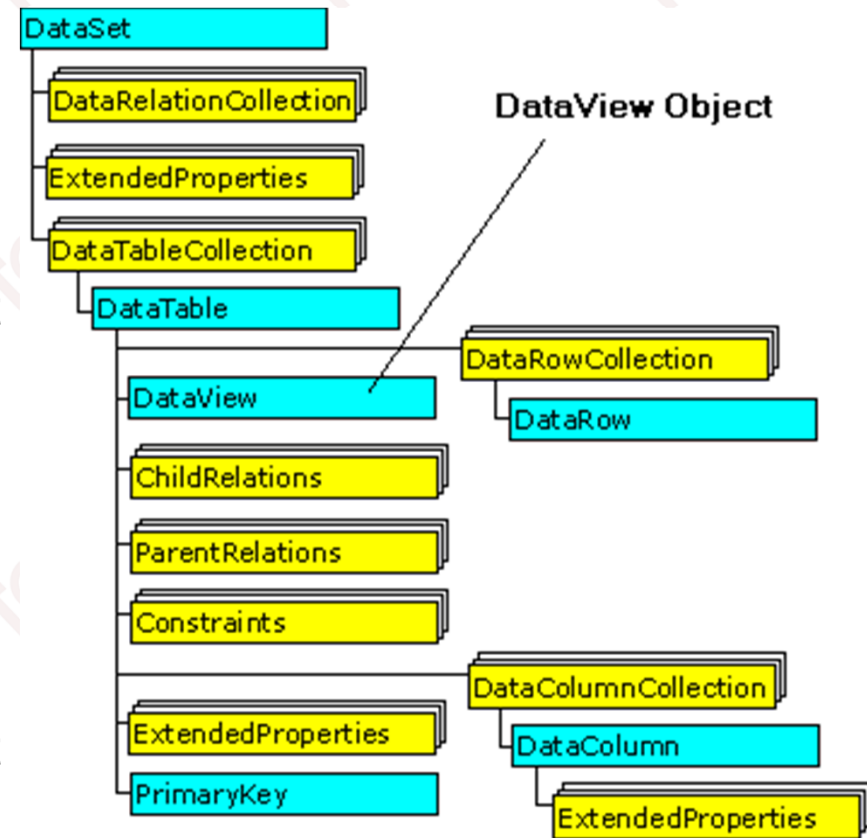 DataSet
DataRelationCollection
DataView Object
ExtendedProperties
DataTableCollection
DataTable
DataRowCollection
DataView
DataRow
ChildRelations
ParentRelations
Constraints
DataColumnCollection
ExtendedProperties
DataColumn
PrimaryKey
ExtendedProperties